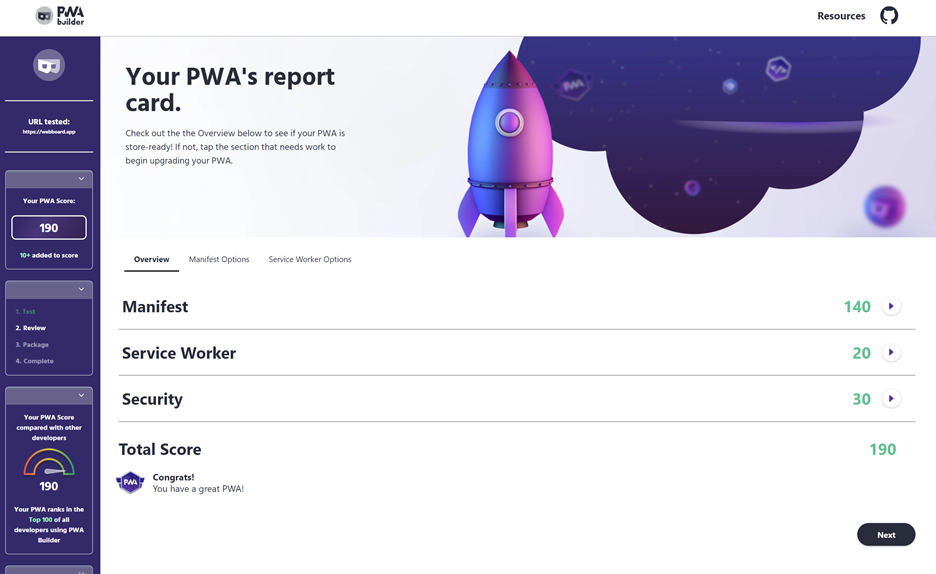 PWA
builder
Resources
URL tested:
https://webboard.app
Your PWA Score:
190
10+ added to score
1. Test
2. Review
3. Package
4. Complete
Your PWA Score
compared with other
developers
190
Your PWA ranks in the
Top 100 of all
developers using PWA
Builder
Your PWA's report
card.
Check out the the Overview below to see if your PWA is
store-ready! If not, tap the section that needs work to
begin upgrading your PWA.
PWA
Overview
Manifest Options
Service Worker Options
Manifest
140
Service Worker
20
Security
30
Total Score
190
PWA
Congrats!
You have a great PWA!
Next